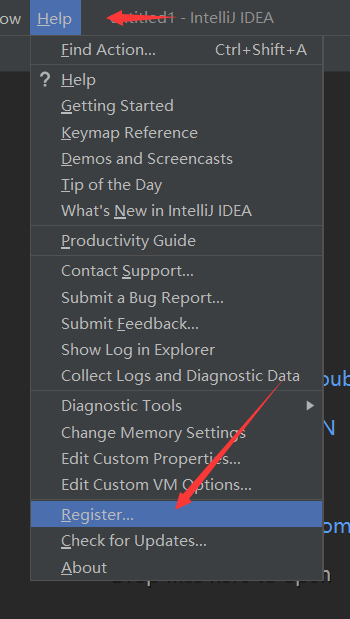 ow Help Untitled1 - IntelliJ IDEA
Find Action... Ctrl+Shift+A
? Help
Getting Started
Keymap Reference
Demos and Screencasts
Tip of the Day
What's New in IntelliJ IDEA
Productivity Guide
Contact Support...
Submit a Bug Report...
Submit Feedback...
Show Log in Explorer
Collect Logs and Diagnostic Data
oub
Diagnostic Tools
N
Change Memory Settings
Edit Custom Properties...
Edit Custom VM Options...
Register...
om
Check for Updates...
About